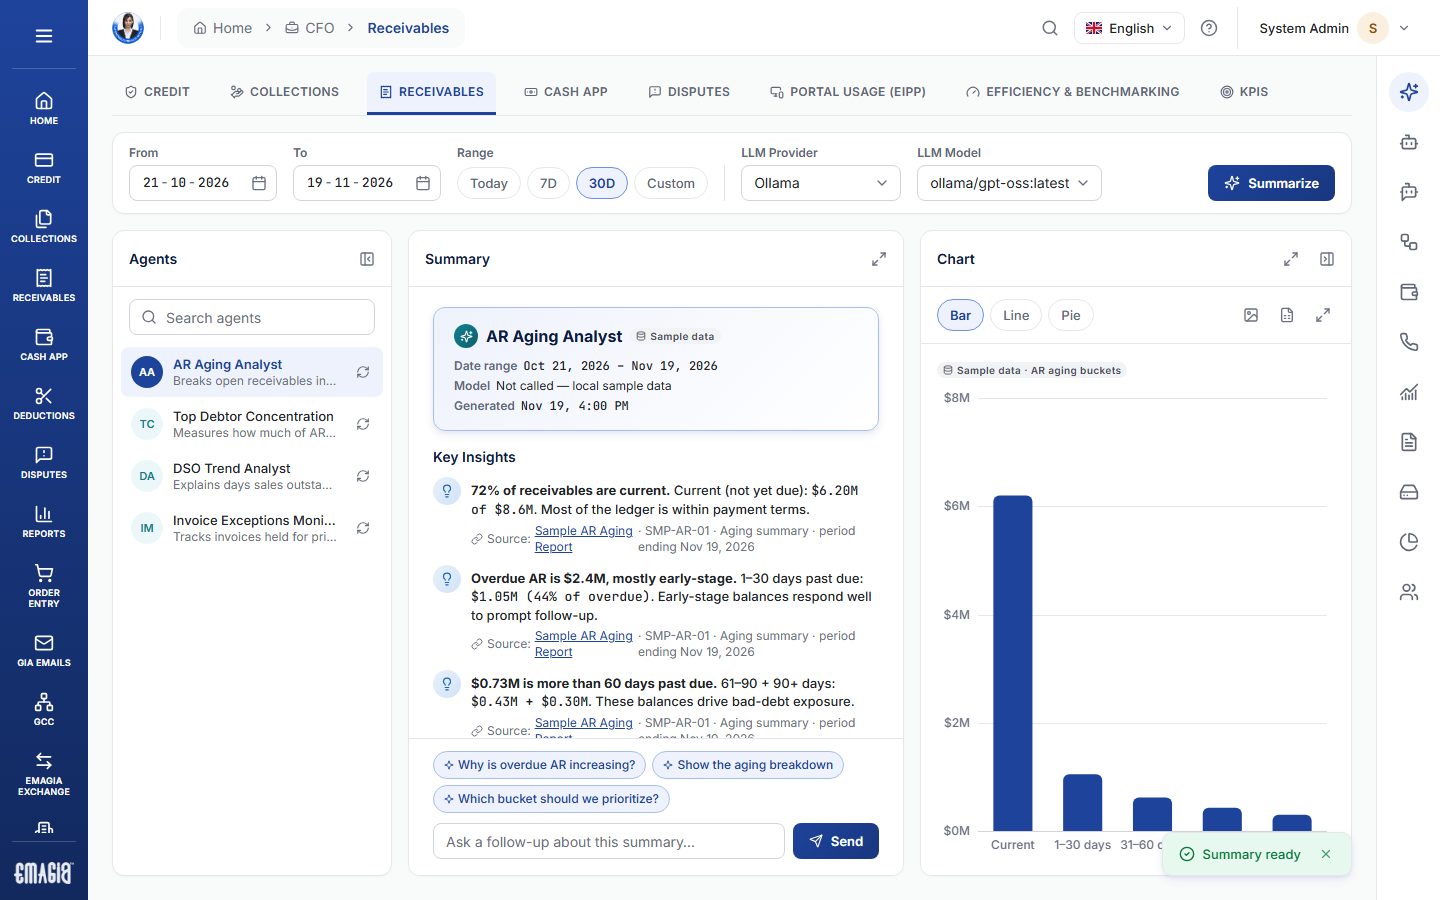 Home
CFO
Receivables
English
System Admin
S
HOME
CREDIT
COLLECTIONS
RECEIVABLES
CASH APP
DEDUCTIONS
DISPUTES
REPORTS
ORDER
ENTRY
GIA EMAILS
GCC
EMAGIA
EXCHANGE
EMAGIA
CREDIT
COLLECTIONS
RECEIVABLES
CASH APP
DISPUTES
PORTAL USAGE (EIPP)
EFFICIENCY & BENCHMARKING
KPIS
From
21-10-2026
To
19-11-2026
Range
Today
7D
30D
Custom
LLM Provider
Ollama
LLM Model
ollama/gpt-oss:latest
Summarize
Agents
Search agents
AA
AR Aging Analyst
Breaks open receivables in...
TC
Top Debtor Concentration
Measures how much of AR...
DA
DSO Trend Analyst
Explains days sales outsta...
IM
Invoice Exceptions Moni...
Tracks invoices held for pri...
Summary
AR Aging Analyst
Sample data
Date range Oct 21, 2026 – Nov 19, 2026
Model Not called — local sample data
Generated Nov 19, 4:00 PM
Key Insights
72% of receivables are current. Current (not yet due): $6.20M
of $8.6M. Most of the ledger is within payment terms.
Source: Sample AR Aging Report · SMP-AR-01 · Aging summary · period
ending Nov 19, 2026
Overdue AR is $2.4M, mostly early-stage. 1–30 days past due:
$1.05M (44% of overdue). Early-stage balances respond well
to prompt follow-up.
Source: Sample AR Aging Report · SMP-AR-01 · Aging summary · period
ending Nov 19, 2026
$0.73M is more than 60 days past due. 61–90 + 90+ days:
$0.43M + $0.30M. These balances drive bad-debt exposure.
Source: Sample AR Aging Report · SMP-AR-01 · Aging summary · period
ending Nov 19, 2026
Why is overdue AR increasing?
Show the aging breakdown
Which bucket should we prioritize?
Ask a follow-up about this summary...
Send
Chart
Bar
Line
Pie
Sample data · AR aging buckets
$8M
$6M
$4M
$2M
$0M
Current
1–30 days
31–60
Summary ready